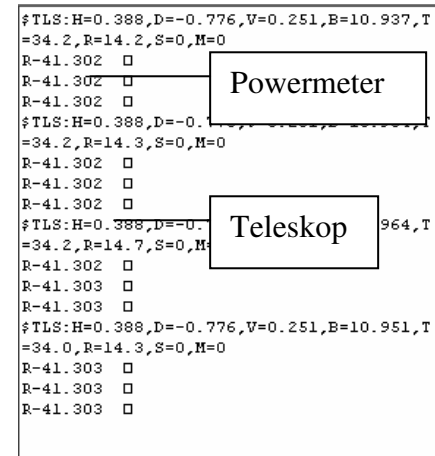 $TLS:H=0.388,D=-0.776,V=0.251,B=10.937,T
=34.2,R=14.2,S=0,M=0
R-41.302 □
R-41.302 □
R-41.302 □
Powermeter
$TLS:H=0.388,D=-0.
=34.2,R=14.3,S=0,M=0
R-41.302 □
R-41.302 □
R-41.302 □
$TLS:H=0.388,D=-0. 964,T
Teleskop
=34.2,R=14.7,S=0,M=
R-41.302 □
R-41.303 □
R-41.303 □
$TLS:H=0.388,D=-0.776,V=0.251,B=10.951,T
=34.0,R=14.3,S=0,M=0
R-41.303 □
R-41.303 □
R-41.303 □